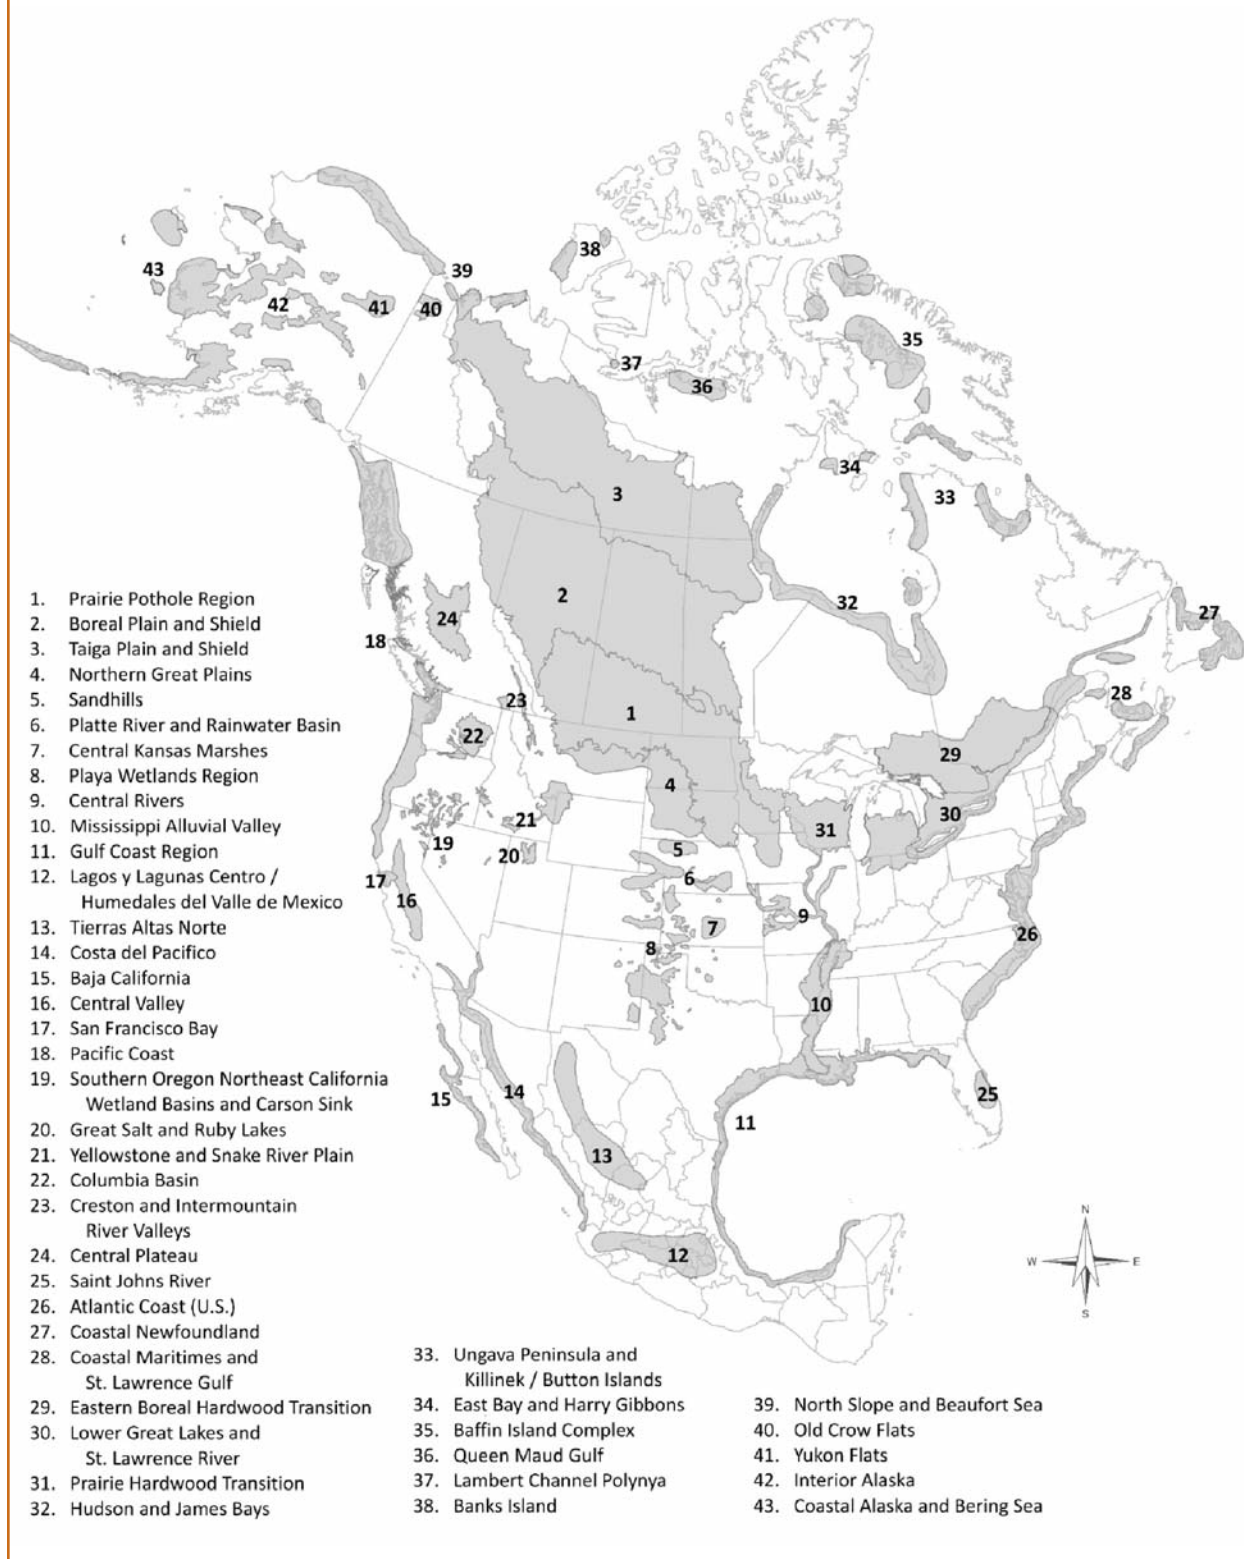 38
39
43
42
41
40
35
37
36
34
33
3
2
32
24
27
18
23
28
1
22
29
4
30
21
31
19
20
5
17
6
16
9
7
26
8
10
25
14
15
11
13
12
N
W
E
S
1. Prairie Pothole Region
2. Boreal Plain and Shield
3. Taiga Plain and Shield
4. Northern Great Plains
5. Sandhills
6. Platte River and Rainwater Basin
7. Central Kansas Marshes
8. Playa Wetlands Region
9. Central Rivers
10. Mississippi Alluvial Valley
11. Gulf Coast Region
12. Lagos y Lagunas Centro /
Humedales del Valle de Mexico
13. Tierras Altas Norte
14. Costa del Pacifico
15. Baja California
16. Central Valley
17. San Francisco Bay
18. Pacific Coast
19. Southern Oregon Northeast California
Wetland Basins and Carson Sink
20. Great Salt and Ruby Lakes
21. Yellowstone and Snake River Plain
22. Columbia Basin
23. Creston and Intermountain
River Valleys
24. Central Plateau
25. Saint Johns River
26. Atlantic Coast (U.S.)
27. Coastal Newfoundland
28. Coastal Maritimes and
St. Lawrence Gulf
29. Eastern Boreal Hardwood Transition
30. Lower Great Lakes and
St. Lawrence River
31. Prairie Hardwood Transition
32. Hudson and James Bays
33. Ungava Peninsula and
Killinek / Button Islands
34. East Bay and Harry Gibbons
35. Baffin Island Complex
36. Queen Maud Gulf
37. Lambert Channel Polynya
38. Banks Island
39. North Slope and Beaufort Sea
40. Old Crow Flats
41. Yukon Flats
42. Interior Alaska
43. Coastal Alaska and Bering Sea